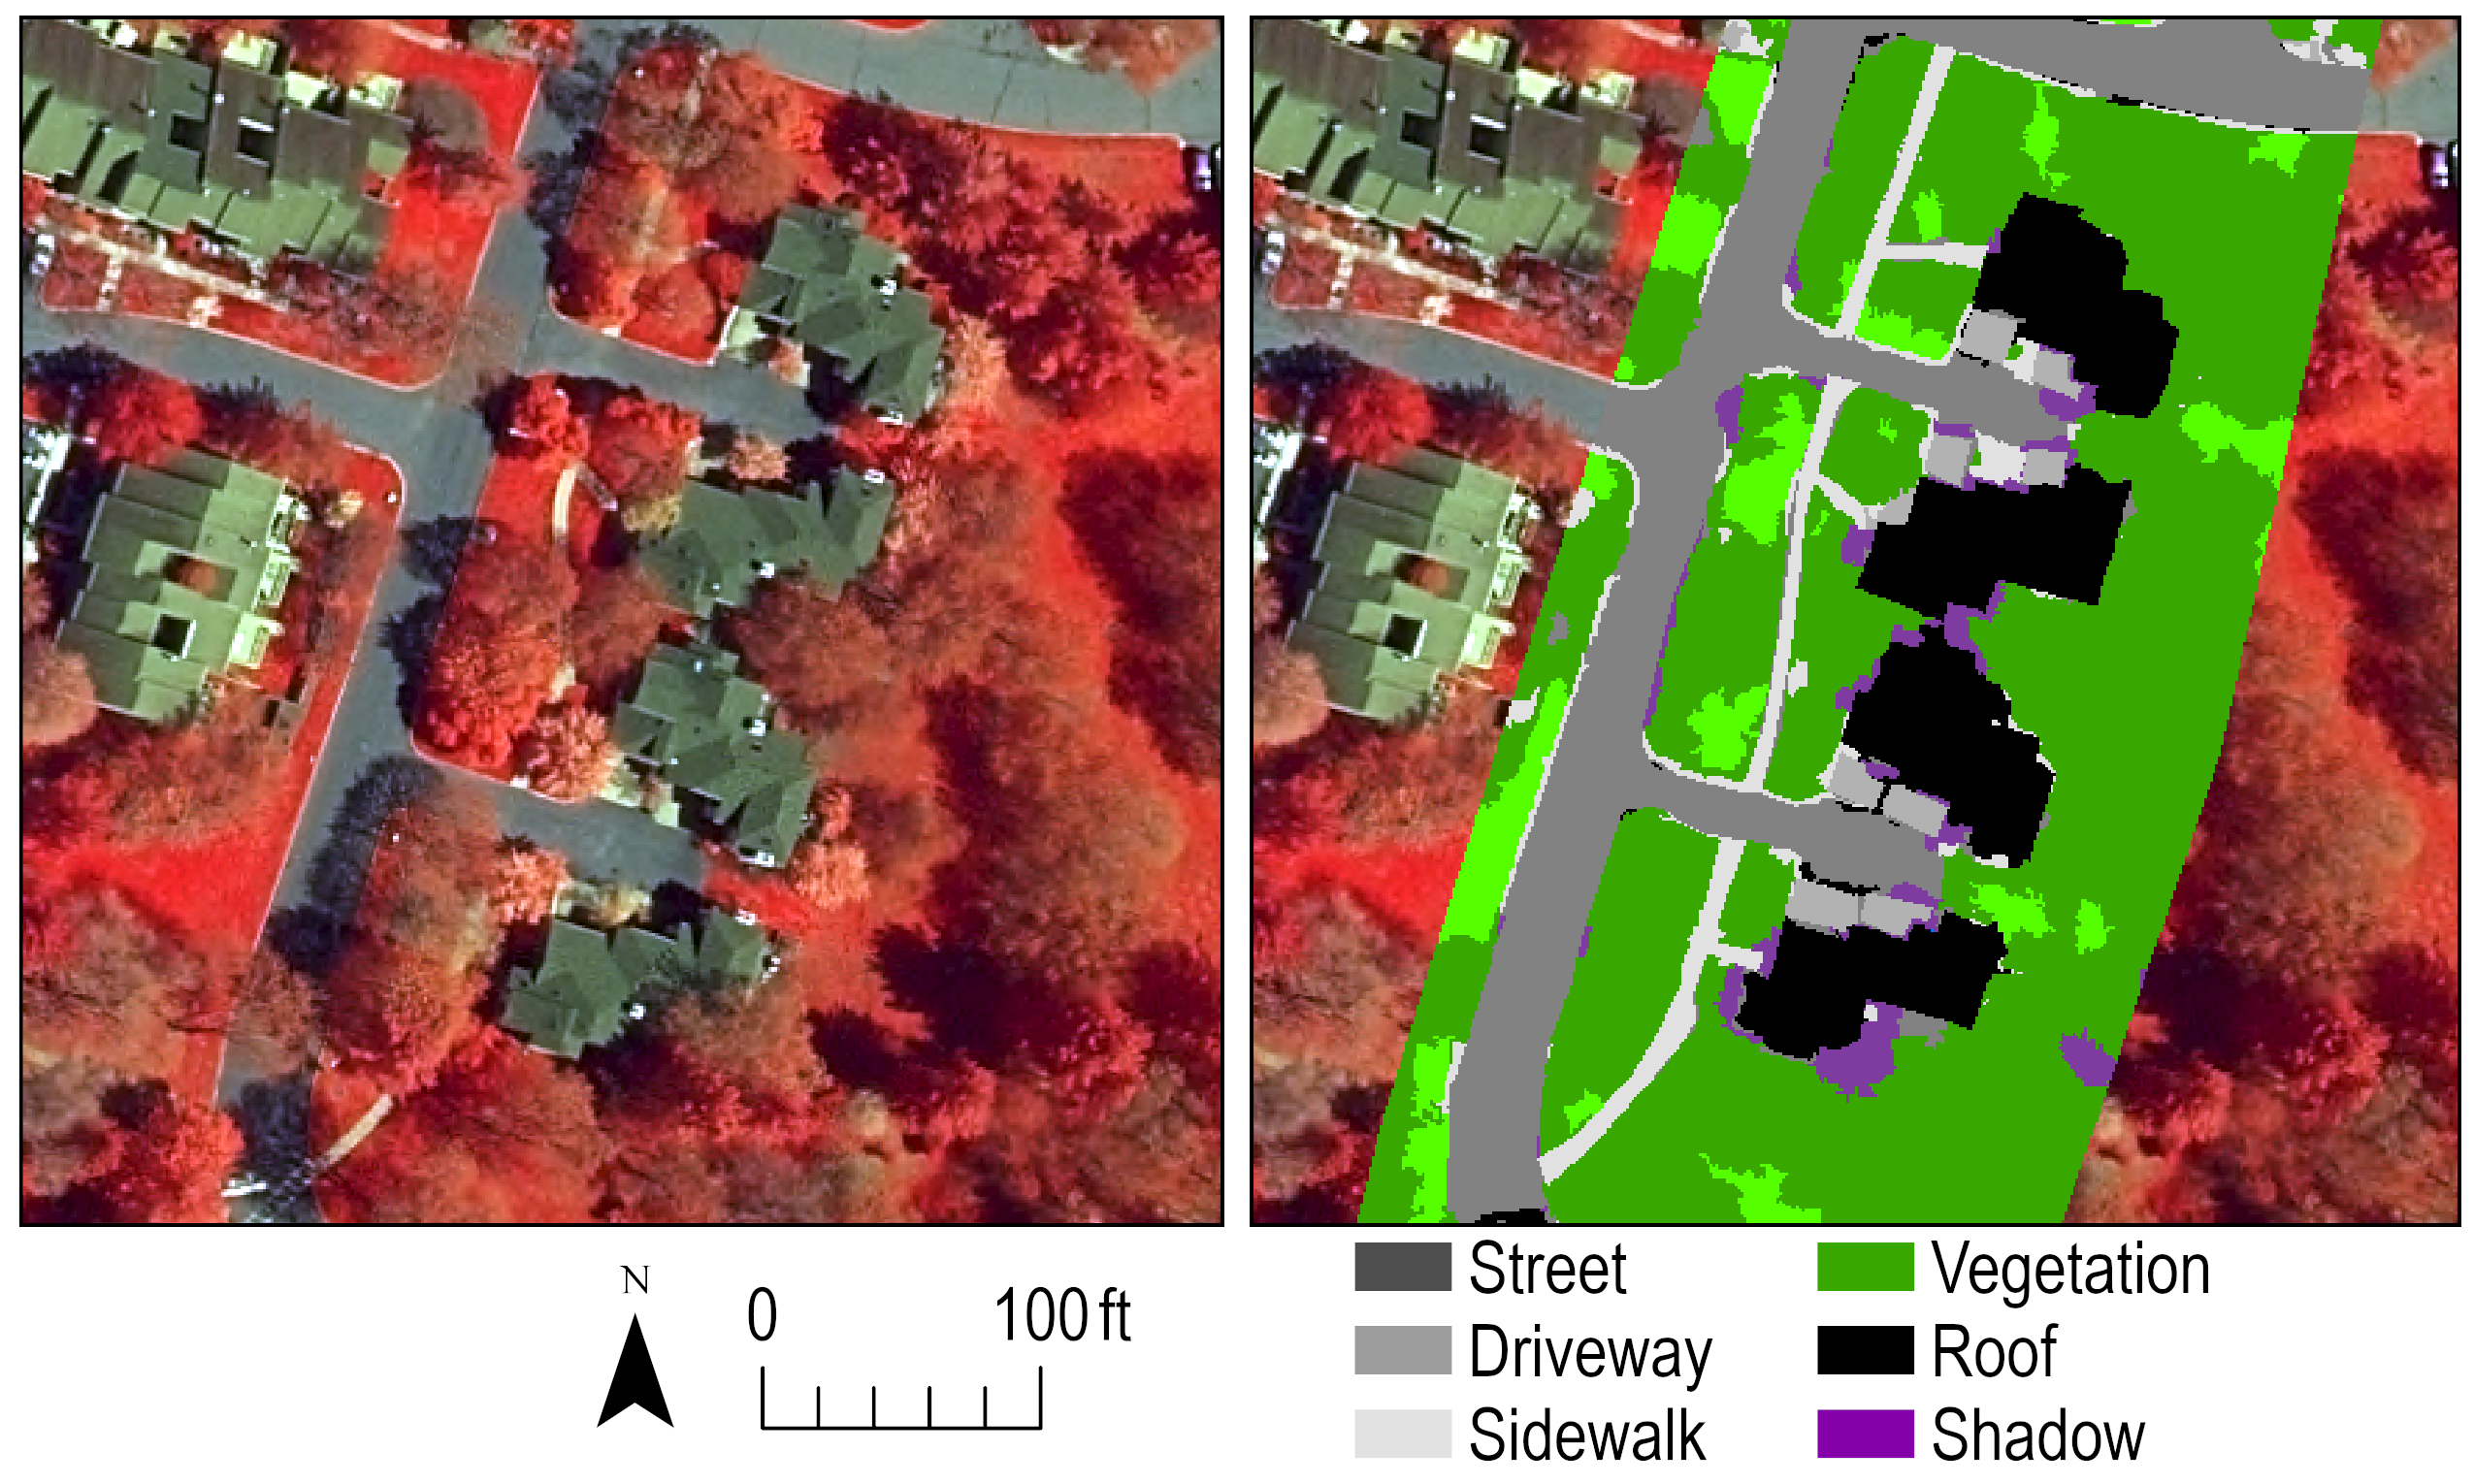 N
0 100 ft
Street
Driveway
Sidewalk
Vegetation
Roof
Shadow